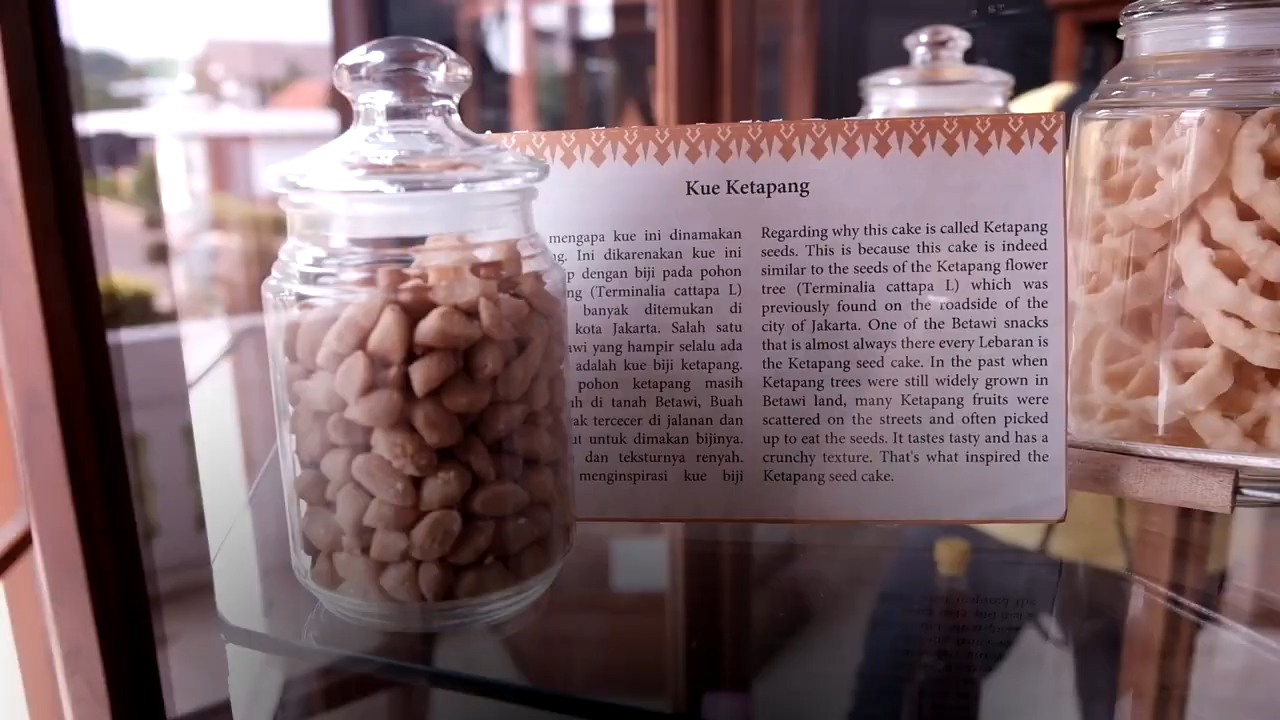 Kue Ketapang
mengapa kue ini dinamakan
Ini dikarenakan kue ini
dengan biji pada pohon
(Terminalia cattapa L)
banyak ditemukan di
kota Jakarta. Salah satu
yang hampir selalu ada
adalah kue biji ketapang.
pohon ketapang masih
di tanah Betawi, Buah
tercecer di jalanan dan
untuk dimakan bijinya.
dan teksturnya renyah.
menginspirasi kue biji
Regarding why this cake is called Ketapang
seeds. This is because this cake is indeed
similar to the seeds of the Ketapang flower
tree (Terminalia cattapa L) which was
previously found on the roadside of the
city of Jakarta. One of the Betawi snacks
that is almost always there every Lebaran is
the Ketapang seed cake. In the past when
Ketapang trees were still widely grown in
Betawi land, many Ketapang fruits were
scattered on the streets and often picked
up to eat the seeds. It tastes tasty and has a
crunchy texture. That's what inspired the
Ketapang seed cake.